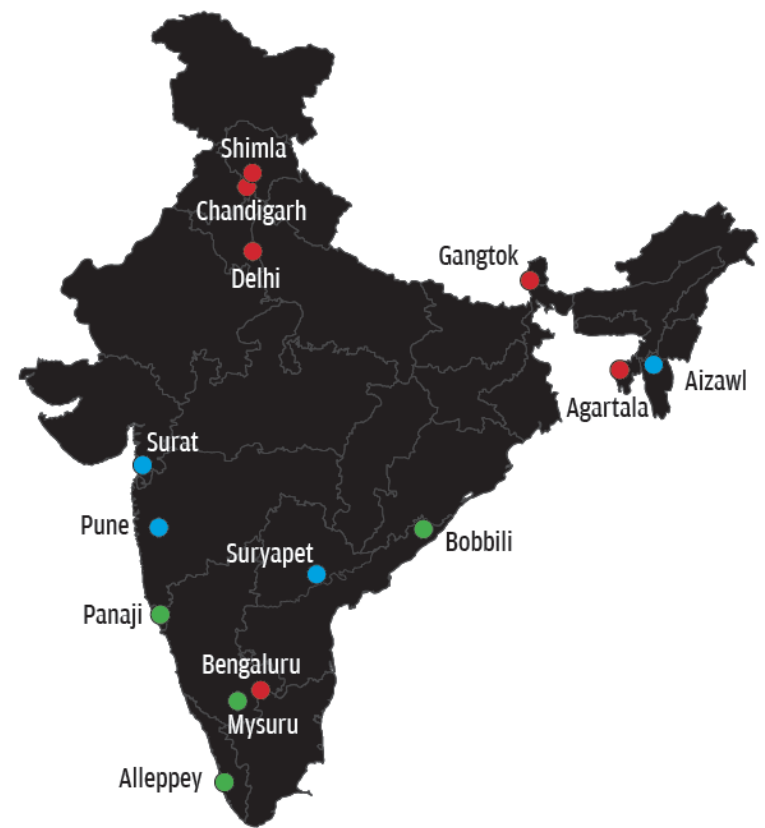 Shimla
Chandigarh
Delhi
Gangtok
Agartala
Aizawl
Surat
Pune
Suryapet
Bobbili
Panaji
Bengaluru
Mysuru
Alleppey